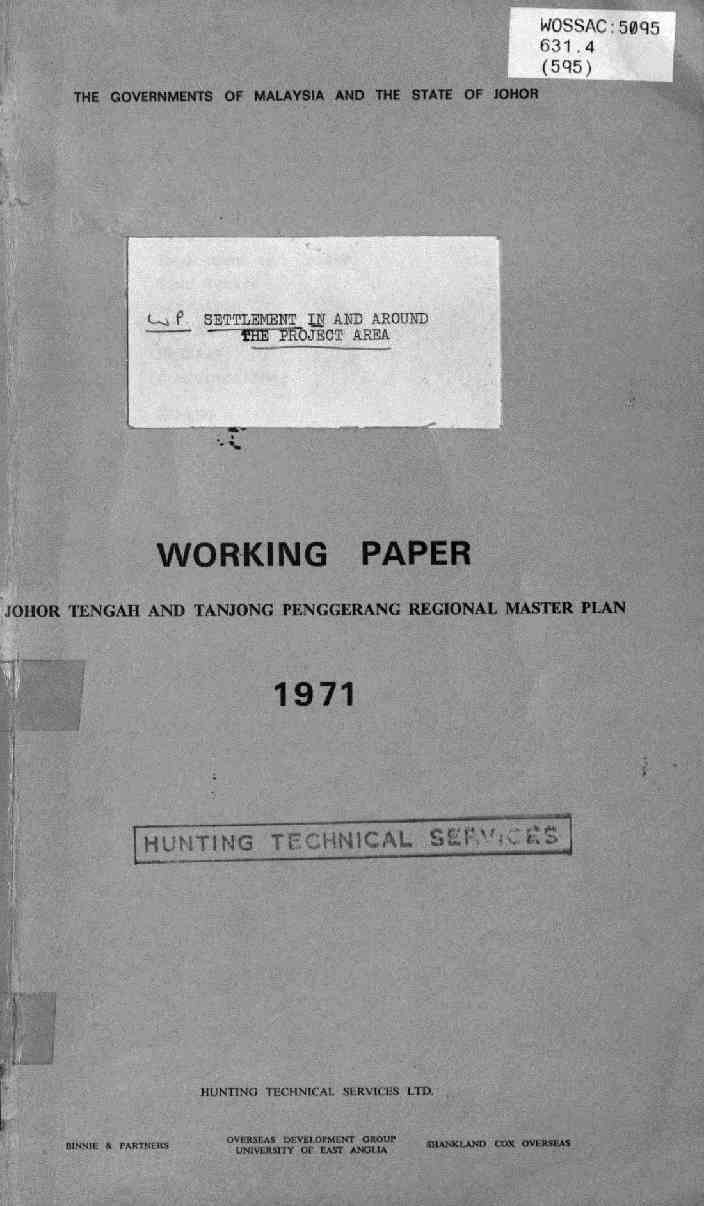 WOSSAC:5095
631.4
(595)
THE GOVERNMENTS OF MALAYSIA AND THE STATE OF JOHOR
W P. SETTLEMENT IN AND AROUND
THE PROJECT AREA
WORKING PAPER
JOHOR TENGAH AND TANJONG PENGGERANG REGIONAL MASTER PLAN
1971
HUNTING TECHNICAL SERVICES
HUNTING TECHNICAL SERVICES LTD.
BINNIE & PARTNERS
OVERSEAS DEVELOPMENT GROUP
UNIVERSITY OF EAST ANGLIA
SHANKLAND COX OVERSEAS